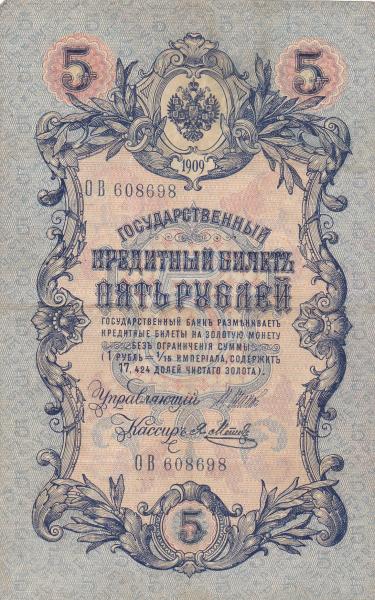 5 5
1909
ОВ 608698
ГОСУДАРСТВЕННЫЙ
КРЕДИТНЫЙ БИЛЕТЪ
ПЯТЬ РУБЛЕЙ
ГОСУДАРСТВЕННЫЙ БАНКЪ РАЗМѢНИВАЕТЪ
КРЕДИТНЫЕ БИЛЕТЫ НА ЗОЛОТУЮ МОНЕТУ
БЕЗЪ ОГРАНИЧЕНІЯ СУММЫ
(1 РУБЛЬ = 1/15 ИМПЕРІАЛА, СОДЕРЖИТЪ
17,424 ДОЛЕЙ ЧИСТАГО ЗОЛОТА).
Управляющій
Кассиръ
ОВ 608698
5